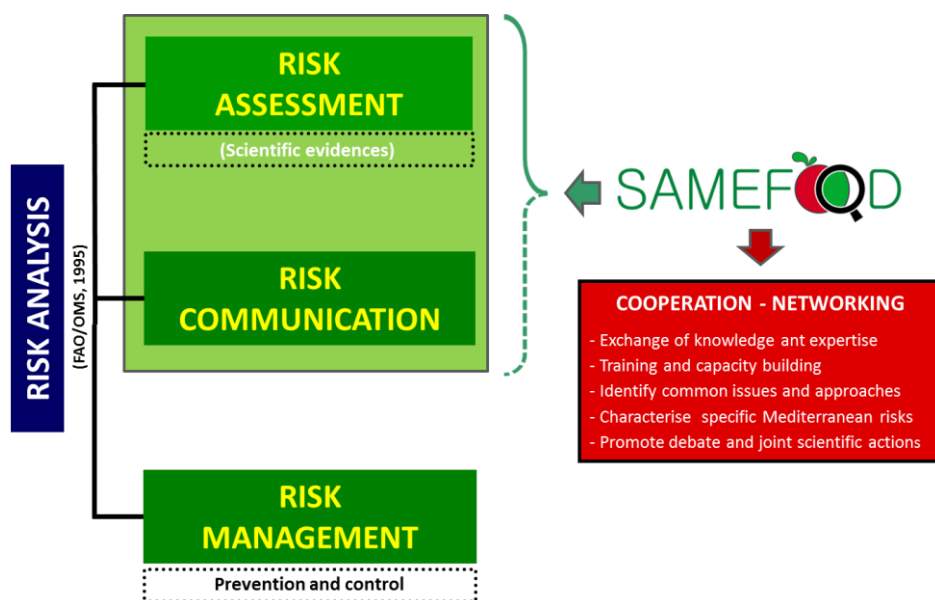 RISK ANALYSIS
(FAO/OMS, 1995)
RISK
ASSESSMENT
(Scientific evidences)
RISK
COMMUNICATION
RISK
MANAGEMENT
Prevention and control
SAMEFOOD
COOPERATION - NETWORKING
- Exchange of knowledge ant expertise
- Training and capacity building
- Identify common issues and approaches
- Characterise specific Mediterranean risks
- Promote debate and joint scientific actions